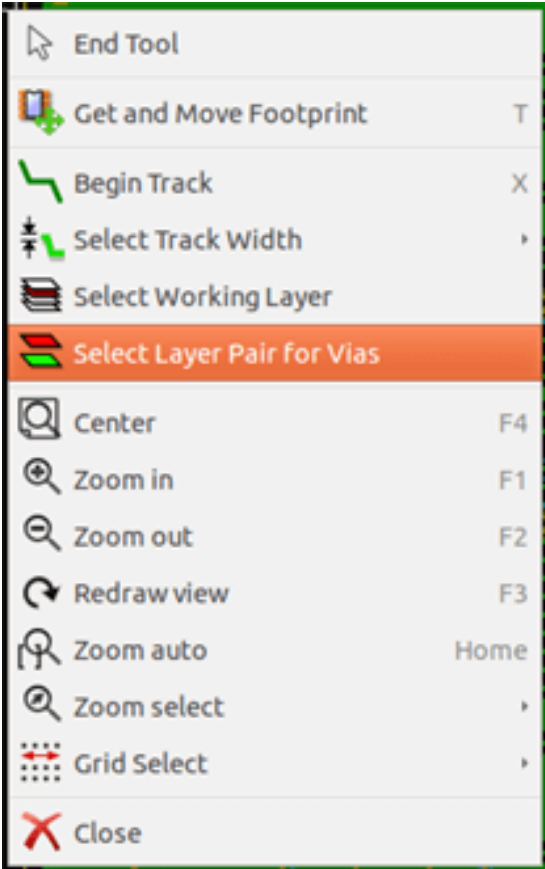 End Tool
Get and Move Footprint T
Begin Track X
Select Track Width
Select Working Layer
Select Layer Pair for Vias
Center F4
Zoom in F1
Zoom out F2
Redraw view F3
Zoom auto Home
Zoom select
Grid Select
Close